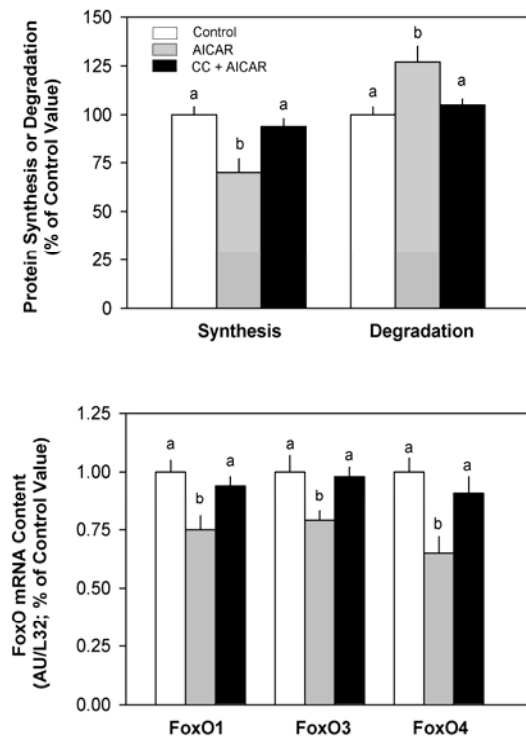 150
125
100
75
50
25
0
Protein Synthesis or Degradation
(% of Control Value)
Control
AICAR
CC + AICAR
a
b
a
a
b
a
Synthesis
Degradation
1.25
1.00
0.75
0.50
0.25
0.00
FoxO mRNA Content
(AU/L32; % of Control Value)
a
b
a
a
b
a
a
b
a
FoxO1
FoxO3
FoxO4